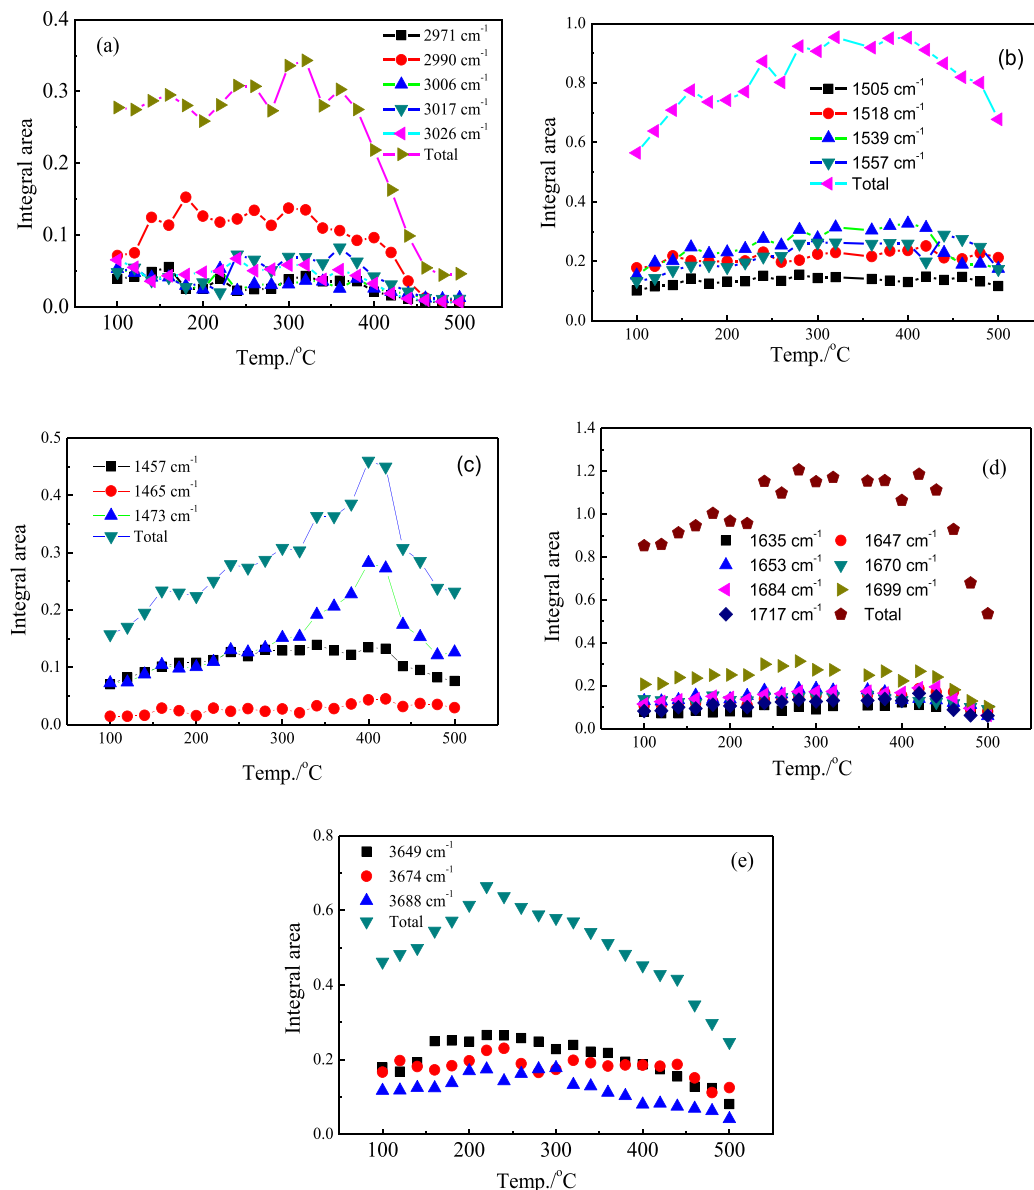 (a)
2971 cm-1
2990 cm-1
3006 cm-1
3017 cm-1
3026 cm-1
Total
0.4
0.3
0.2
0.1
0.0
Integral area
100 200 300 400 500
Temp./oC
(b)
1505 cm-1
1518 cm-1
1539 cm-1
1557 cm-1
Total
1.0
0.8
0.6
0.4
0.2
0.0
Integral area
100 200 300 400 500
Temp./oC
(c)
1457 cm-1
1465 cm-1
1473 cm-1
Total
0.5
0.4
0.3
0.2
0.1
0.0
Integral area
100 200 300 400 500
Temp./oC
(d)
1635 cm-1 1647 cm-1
1653 cm-1 1670 cm-1
1684 cm-1 1699 cm-1
1717 cm-1 Total
1.4
1.2
1.0
0.8
0.6
0.4
0.2
0.0
Integral area
100 200 300 400 500
Temp./oC
(e)
3649 cm-1
3674 cm-1
3688 cm-1
Total
0.8
0.6
0.4
0.2
0.0
Integral area
100 200 300 400 500
Temp./oC